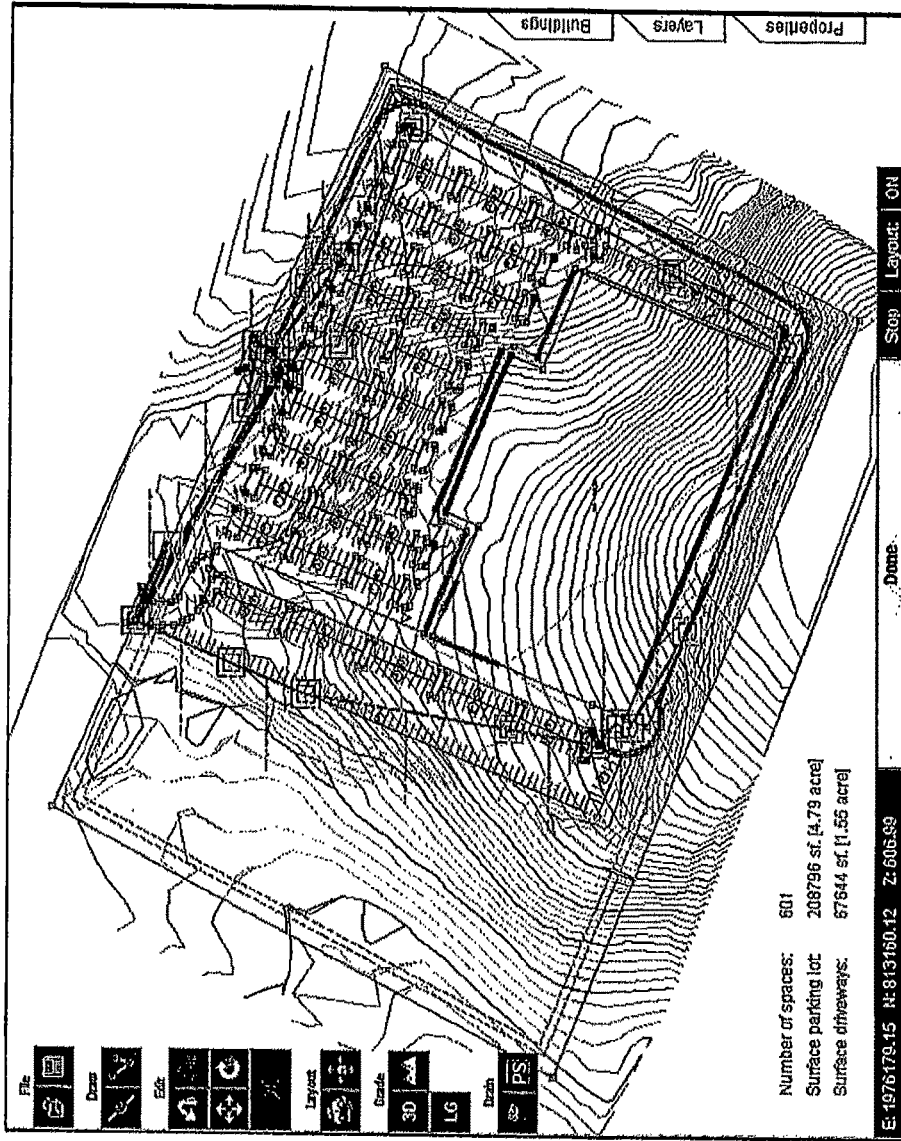 File
Draw
Edit
Layout
Grade
3D
LG
Drain
PS
Properties
Layers
Buildings
Number of spaces: 601
Surface parking lot: 208796 sf. [4.79 acre]
Surface driveways: 67644 sf. [1.55 acre]
E: 1976179.15 N: 813160.12 Z: 606.99
Done
Stop
Layout:
ON